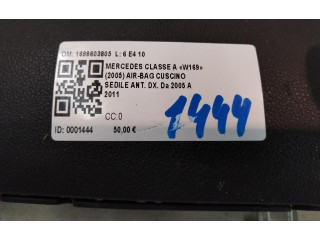 OM: 1698603805 L: 6 E4 10
MERCEDES CLASSE A «W169»
(2005) AIR-BAG CUSCINO
SEDILE ANT. DX. Da 2005 A
2011
CC:0
ID: 0001444
50,00 €
1444